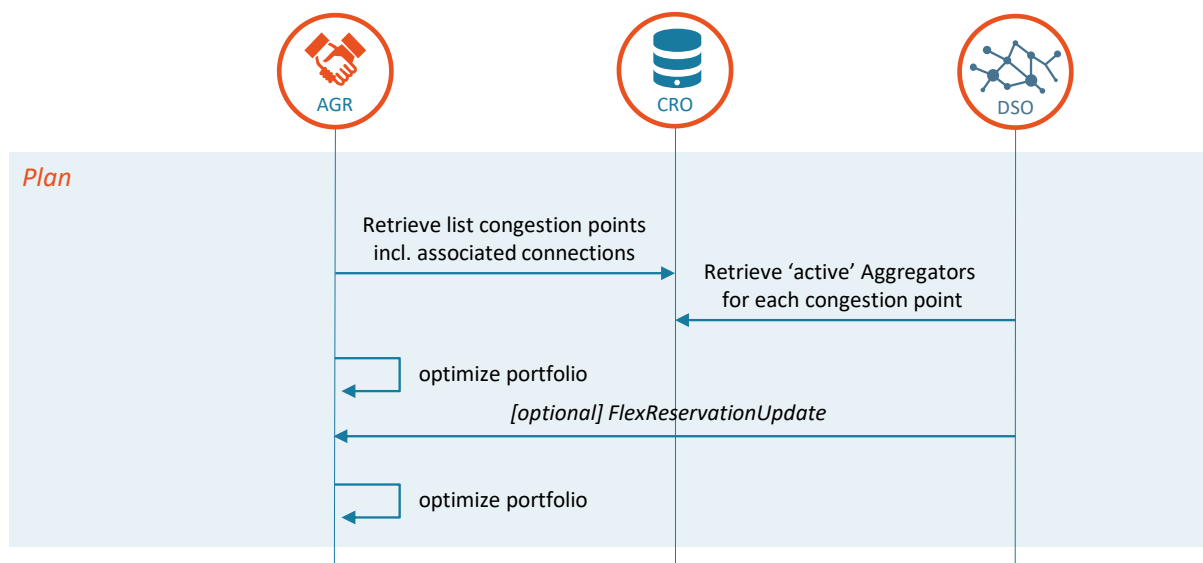 AGR
CRO
DSO
Plan
Retrieve list congestion points
incl. associated connections
Retrieve ‘active’ Aggregators
for each congestion point
optimize portfolio
[optional] FlexReservationUpdate
optimize portfolio